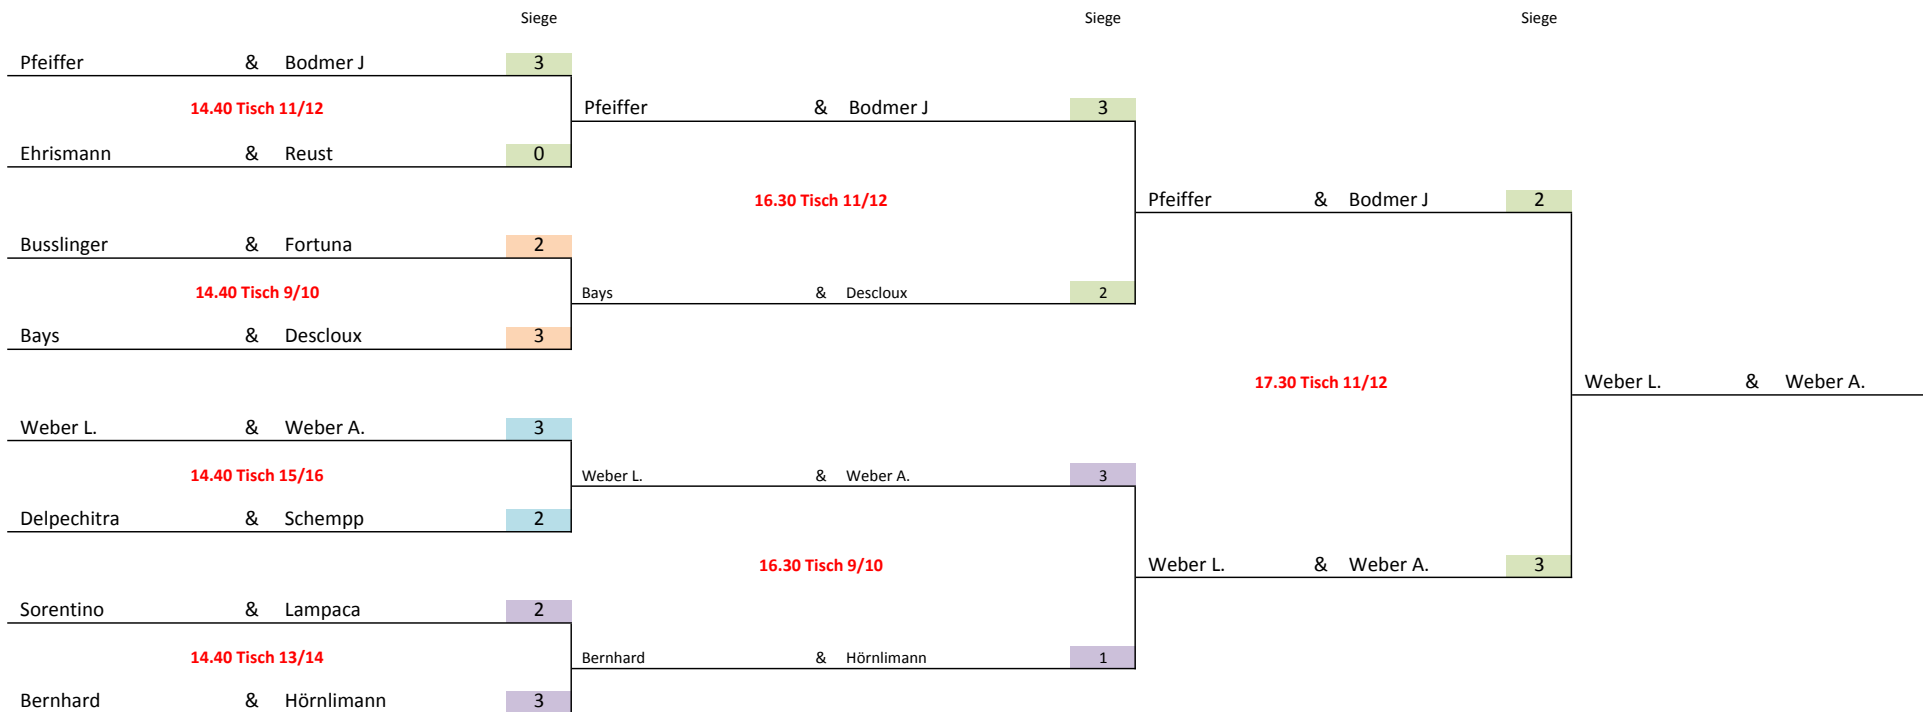 Siege Siege Siege
Pfeiffer & Bodmer J 3
14.40 Tisch 11/12 Pfeiffer & Bodmer J 3
Ehrismann & Reust 0
16.30 Tisch 11/12 Pfeiffer & Bodmer J 2
Busslinger & Fortuna 2
14.40 Tisch 9/10 Bays & Descloux 2
Bays & Descloux 3
17.30 Tisch 11/12 Weber L. & Weber A.
Weber L. & Weber A. 3
14.40 Tisch 15/16 Weber L. & Weber A. 3
Delpechitra & Schempp 2
16.30 Tisch 9/10 Weber L. & Weber A. 3
Sorentino & Lampaca 2
14.40 Tisch 13/14 Bernhard & Hörnlimann 1
Bernhard & Hörnlimann 3